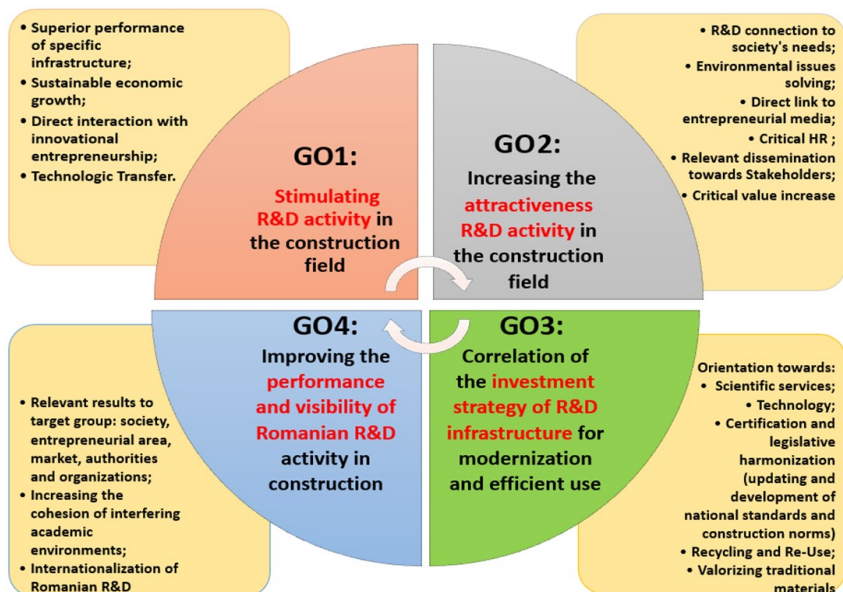 • Superior performance
of specific
infrastructure;
• Sustainable economic
growth;
• Direct interaction with
innovational
entrepreneurship;
• Technologic Transfer.
GO1:
Stimulating
R&D activity in
the construction
field
• R&D connection to
society's needs;
• Environmental issues
solving;
• Direct link to
entrepreneurial media;
• Critical HR ;
• Relevant dissemination
towards Stakeholders;
• Critical value increase
GO2:
Increasing the
attractiveness
R&D activity in
the construction
field
GO4:
Improving the
performance
and visibility of
Romanian R&D
activity in
construction
• Relevant results to
target group: society,
entrepreneurial area,
market, authorities
and organizations;
• Increasing the
cohesion of interfering
academic
environments;
• Internationalization of
Romanian R&D
GO3:
Correlation of
the investment
strategy of R&D
infrastructure for
modernization
and efficient use
Orientation towards:
• Scientific services;
• Technology;
• Certification and
legislative
harmonization
(updating and
development of
national standards and
construction norms)
• Recycling and Re-Use;
• Valorizing traditional
materials